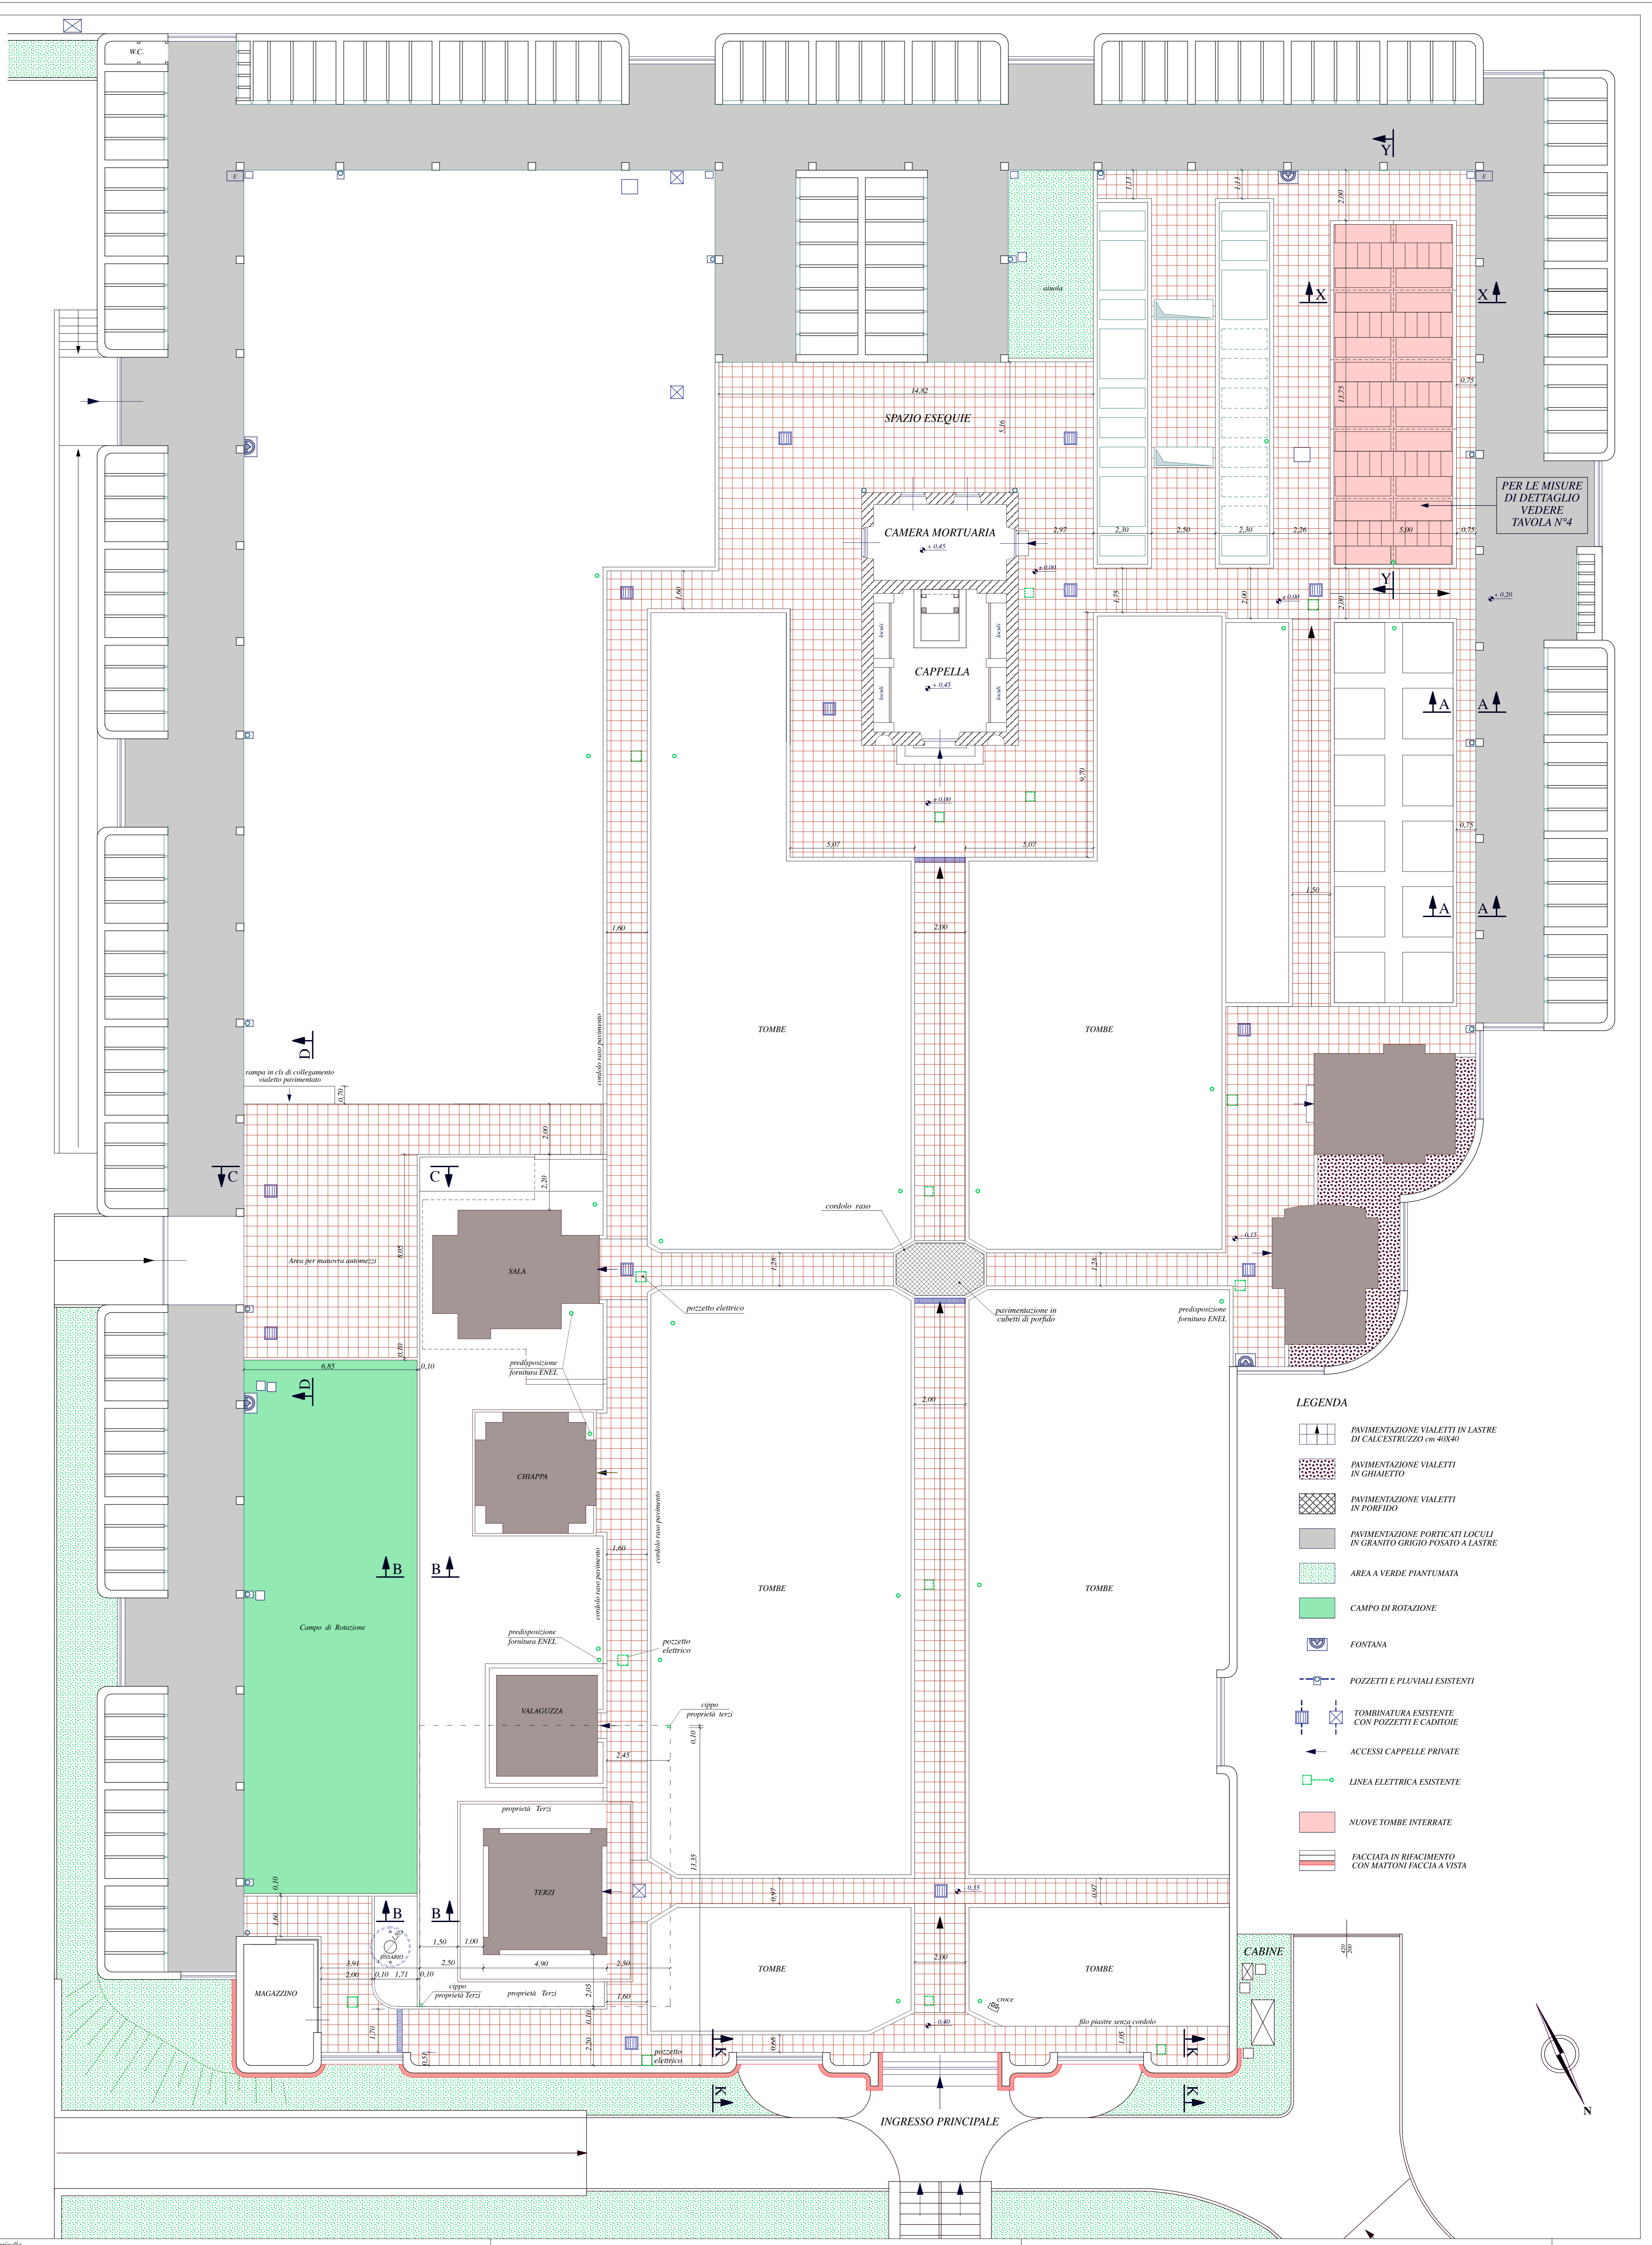 W.C.
E
E
Y
1,13
1,13
2,00
aiuola
X
X
13,75
0,75
14,82
SPAZIO ESEQUIE
5,16
PER LE MISURE
DI DETTAGLIO
VEDERE
TAVOLA N°4
CAMERA MORTUARIA
+ 0,45
2,97
2,30
2,50
2,30
2,26
5,00
0,75
± 0,00
Y
1,60
1,75
2,00
± 0,00
2,00
+ 0,20
loculi
loculi
CAPPELLA
+ 0,45
loculi
loculi
A
A
9,70
± 0,00
5,07
5,07
0,75
1,50
A
A
1,60
2,00
TOMBE
TOMBE
cordolo raso pavimento
D
rampa in cls di collegamento
vialetto pavimentato
0,70
2,00
C
C
2,20
cordolo raso
- 0,15
8,05
Area per manovra automezzi
SALA
1,28
1,28
pozzetto elettrico
pavimentazione in
cubetti di porfido
predisposizione
fornitura ENEL
0,10
6,85
0,10
predisposizione
fornitura ENEL
D
2,00
CHIAPPA
LEGENDA
PAVIMENTAZIONE VIALETTI IN LASTRE
DI CALCESTRUZZO cm 40X40
PAVIMENTAZIONE VIALETTI
IN GHIAIETTO
PAVIMENTAZIONE VIALETTI
IN PORFIDO
PAVIMENTAZIONE PORTICATI LOCULI
IN GRANITO GRIGIO POSATO A LASTRE
AREA A VERDE PIANTUMATA
CAMPO DI ROTAZIONE
FONTANA
POZZETTI E PLUVIALI ESISTENTI
TOMBINATURA ESISTENTE
CON POZZETTI E CADITOIE
ACCESSI CAPPELLE PRIVATE
LINEA ELETTRICA ESISTENTE
NUOVE TOMBE INTERRATE
FACCIATA IN RIFACIMENTO
CON MATTONI FACCIA A VISTA
cordolo raso pavimento
1,60
B
B
cordolo raso pavimento
TOMBE
TOMBE
Campo di Rotazione
predisposizione
fornitura ENEL
pozzetto
elettrico
VALAGUZZA
cippo
proprietà terzi
0,10
2,45
proprietà Terzi
13,35
0,10
TERZI
0,97
- 0,35
0,97
B
B
1,60
OSSARIO
1,50
1,00
3,91
2,50
4,90
2,50
2,00
2,00
0,10
1,71
0,10
TOMBE
TOMBE
CABINE
420
200
MAGAZZINO
cippo
proprietà Terzi
proprietà Terzi
2,05
1,60
croce
0,10
1,70
2,20
0,68
- 0,40
filo piastre senza cordolo
1,05
K
K
0,51
pozzetto
elettrico
K
K
INGRESSO PRINCIPALE
N